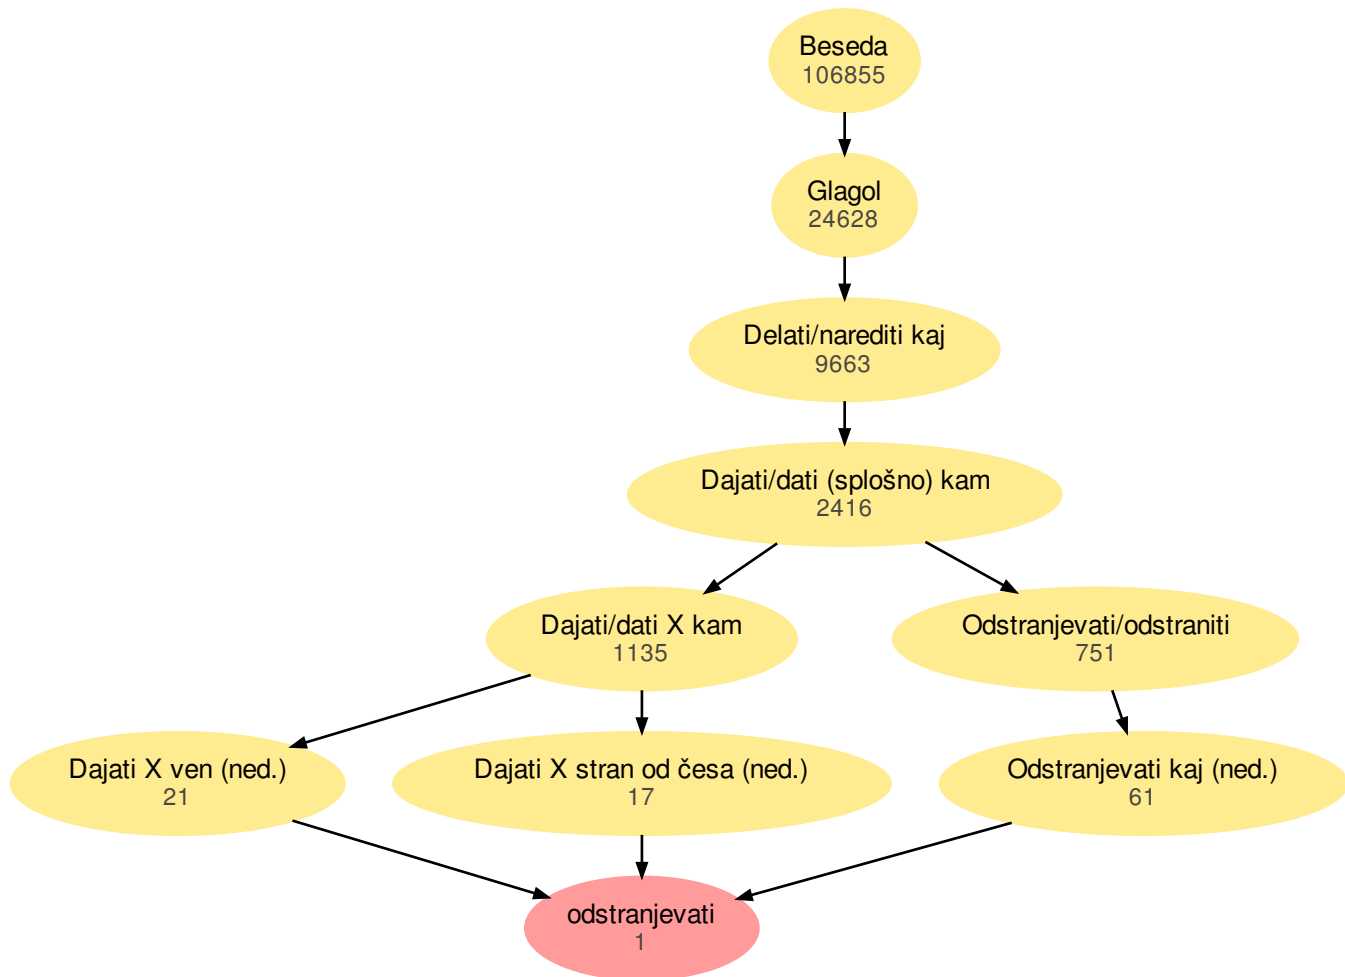 Beseda
106855
Glagol
24628
Delati/narediti kaj
9663
Dajati/dati (splošno) kam
2416
Dajati/dati X kam
1135
Odstranjevati/odstraniti
751
Dajati X ven (ned.)
21
Dajati X stran od česa (ned.)
17
Odstranjevati kaj (ned.)
61
odstranjevati
1